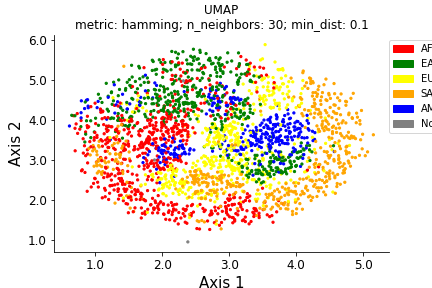 UMAP
metric: hamming; n_neighbors: 30; min_dist: 0.1
6.0
5.0
4.0
3.0
2.0
1.0
Axis 2
1.0 2.0 3.0 4.0 5.0
Axis 1
AF
EA
EU
SA
AM
No